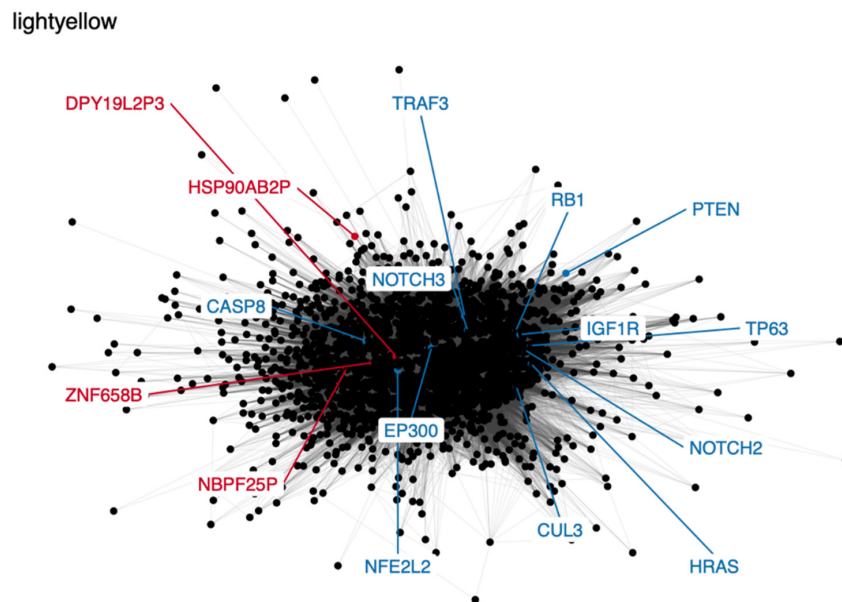 lightyellow
DPY19L2P3
TRAF3
HSP90AB2P
RB1
PTEN
NOTCH3
CASP8
IGF1R
TP63
ZNF658B
EP300
NOTCH2
NBPF25P
CUL3
NFE2L2
HRAS